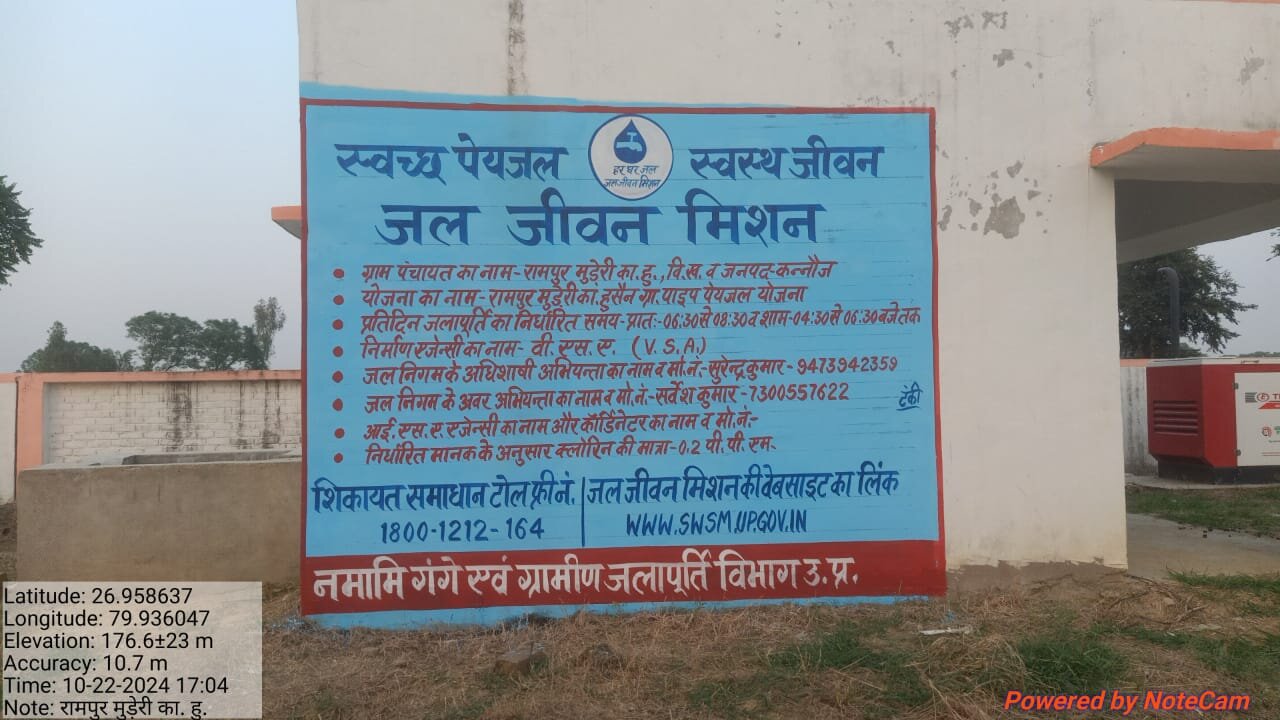 स्वच्छ पेयजल
हर घर जल
जल जीवन मिशन
स्वस्थ जीवन
जल जीवन मिशन
• ग्राम पंचायत का नाम- रामपुर मुड़ेरी का. हु., वि.ख. व जनपद-कन्नौज
• योजना का नाम- रामपुर मुड़ेरी का. हुसैन ग्रा. पाइप पेयजल योजना
• प्रतिदिन जलापूर्ति का निर्धारित समय- प्रातः-06:30 से 08:30 व शाम-04:30 से 06:30 बजे तक
• निर्माण एजेन्सी का नाम- वी. एस. ए. (V.S.A.)
• जल निगम के अधिशाषी अभियन्ता का नाम व मो.नं.- सुरेन्द्र कुमार - 9473942359
• जल निगम के अवर अभियन्ता का नाम व मो.नं.- सर्वेश कुमार - 7300557622
टंकी
• आई. एस. ए. एजेन्सी का नाम और कॉर्डिनेटर का नाम व मो.नं:-
• निर्धारित मानक के अनुसार क्लोरिन की मात्रा-0.2 पी. पी. एम.
शिकायत समाधान टोल फ्री नं.
1800-1212-164
जल जीवन मिशन की वेबसाइट का लिंक
WWW.SWSM.UP.GOV.IN
नमामि गंगे एवं ग्रामीण जलापूर्ति विभाग उ.प्र.
Latitude: 26.958637
Longitude: 79.936047
Elevation: 176.6±23 m
Accuracy: 10.7 m
Time: 10-22-2024 17:04
Note: रामपुर मुड़ेरी का. हु.
Powered by NoteCam